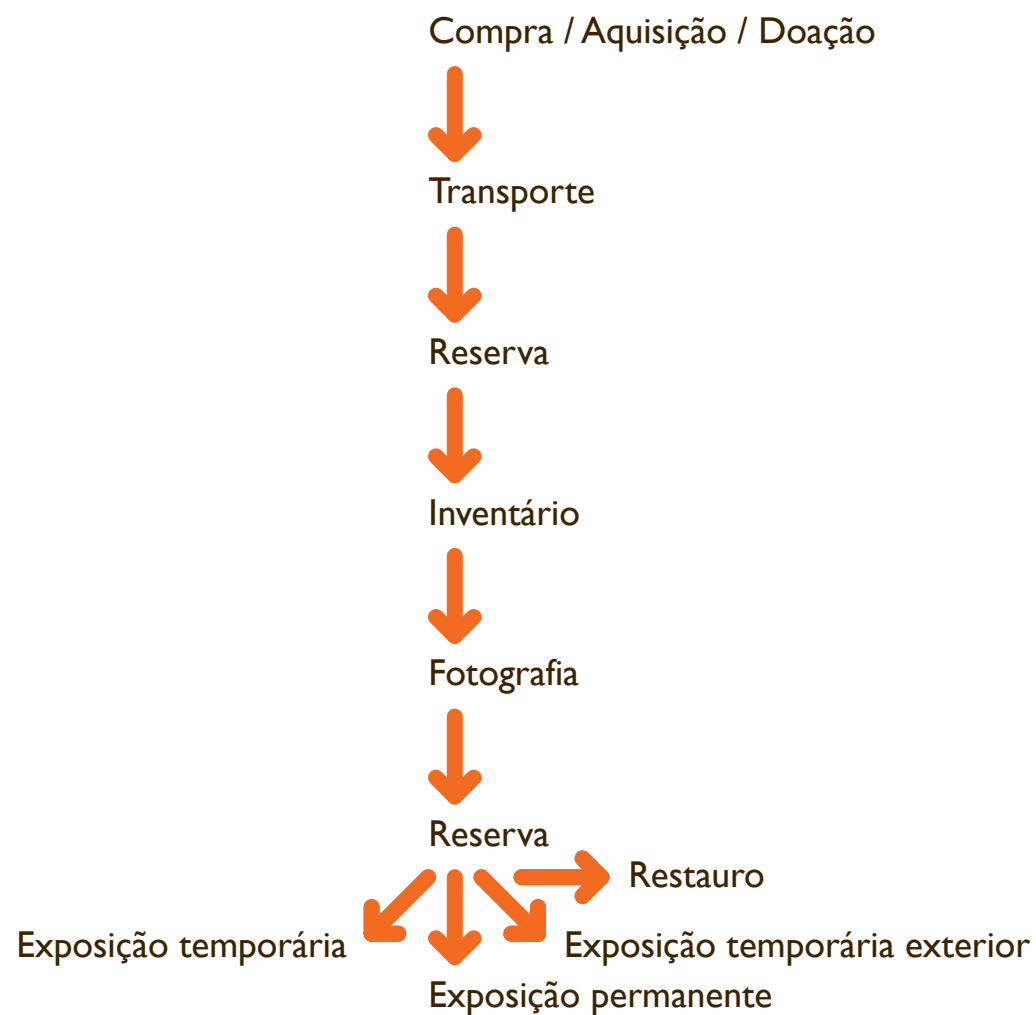 Compra / Aquisição / Doação
Transporte
Reserva
Inventário
Fotografia
Reserva
Restauro
Exposição temporária
Exposição temporária exterior
Exposição permanente